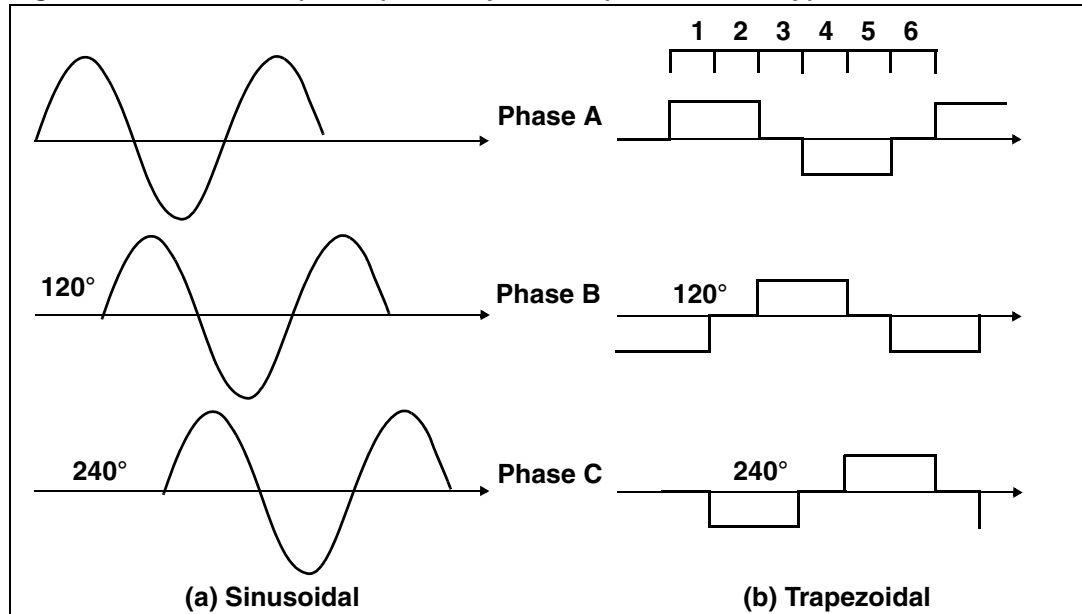 1 2 3 4 5 6
Phase A
120°
Phase B
120°
240°
Phase C
240°
(a) Sinusoidal
(b) Trapezoidal